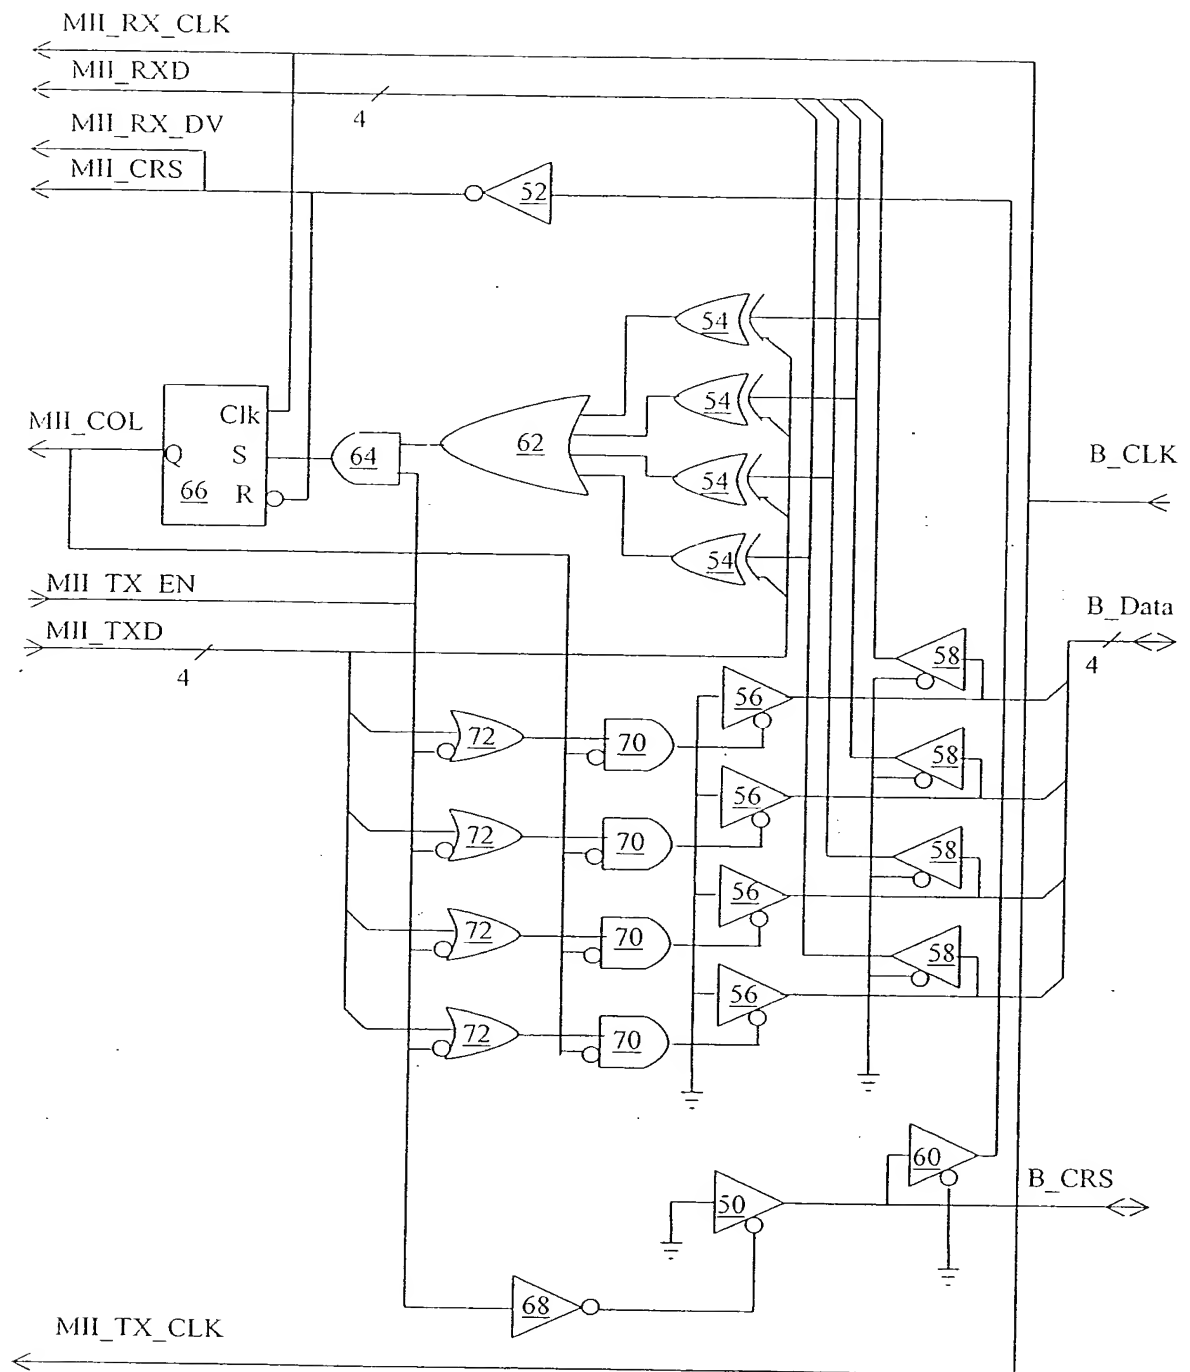 MII_RX_CLK
MII_RXD
4
MII_RX_DV
MII_CRS
52
54
54
54
54
62
64
Clk
S
R
Q
66
MII_COL
B_CLK
MII_TX_EN
MII_TXD
4
B_Data
4
58
58
58
58
56
56
56
56
72
72
72
72
70
70
70
70
60
50
B_CRS
68
MII_TX_CLK